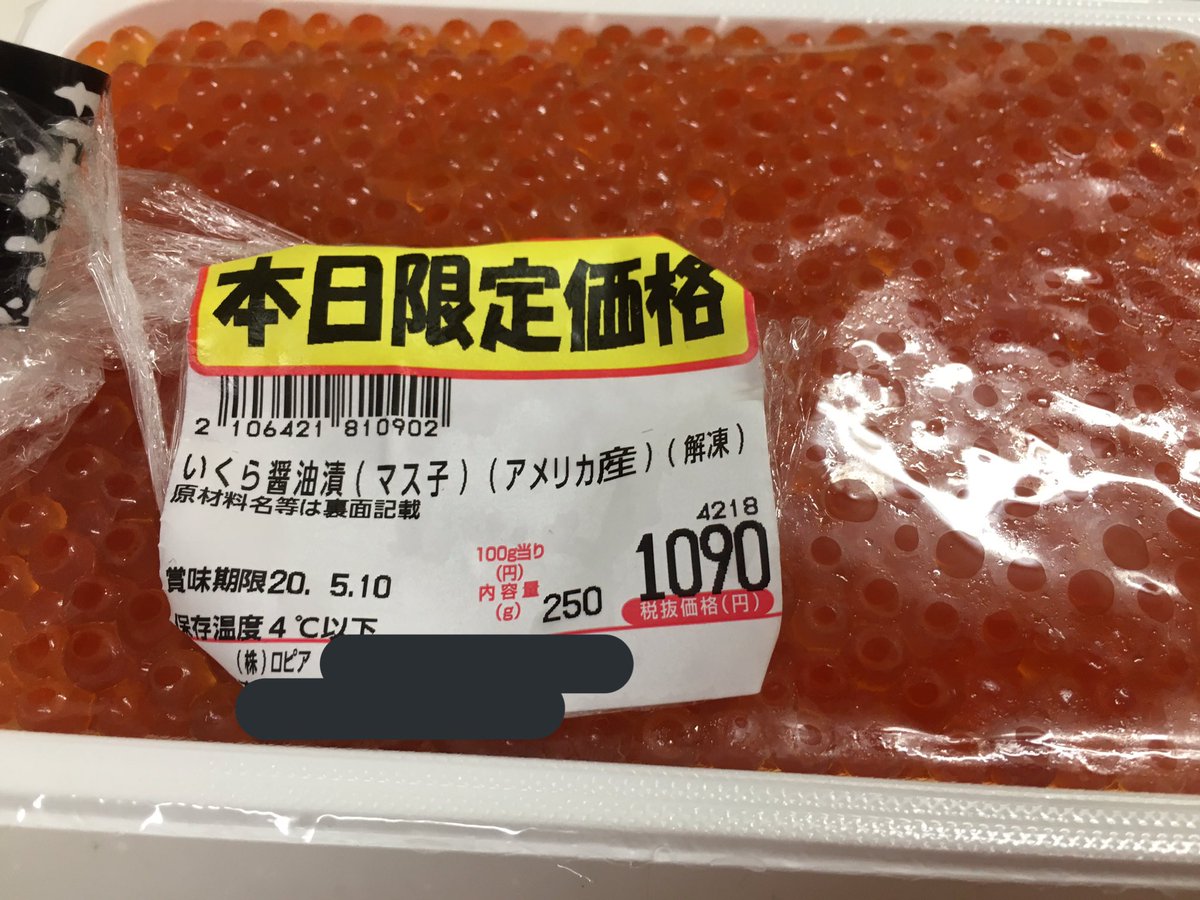 本日限定価格
2 106421 810902
いくら醤油漬(マス子)(アメリカ産)(解凍)
原材料名等は裏面記載
4218
100g当り
(円)
1090
賞味期限20. 5.10
内容量
(g)
250
税抜価格(円)
保存温度4℃以下
(株)ロピア